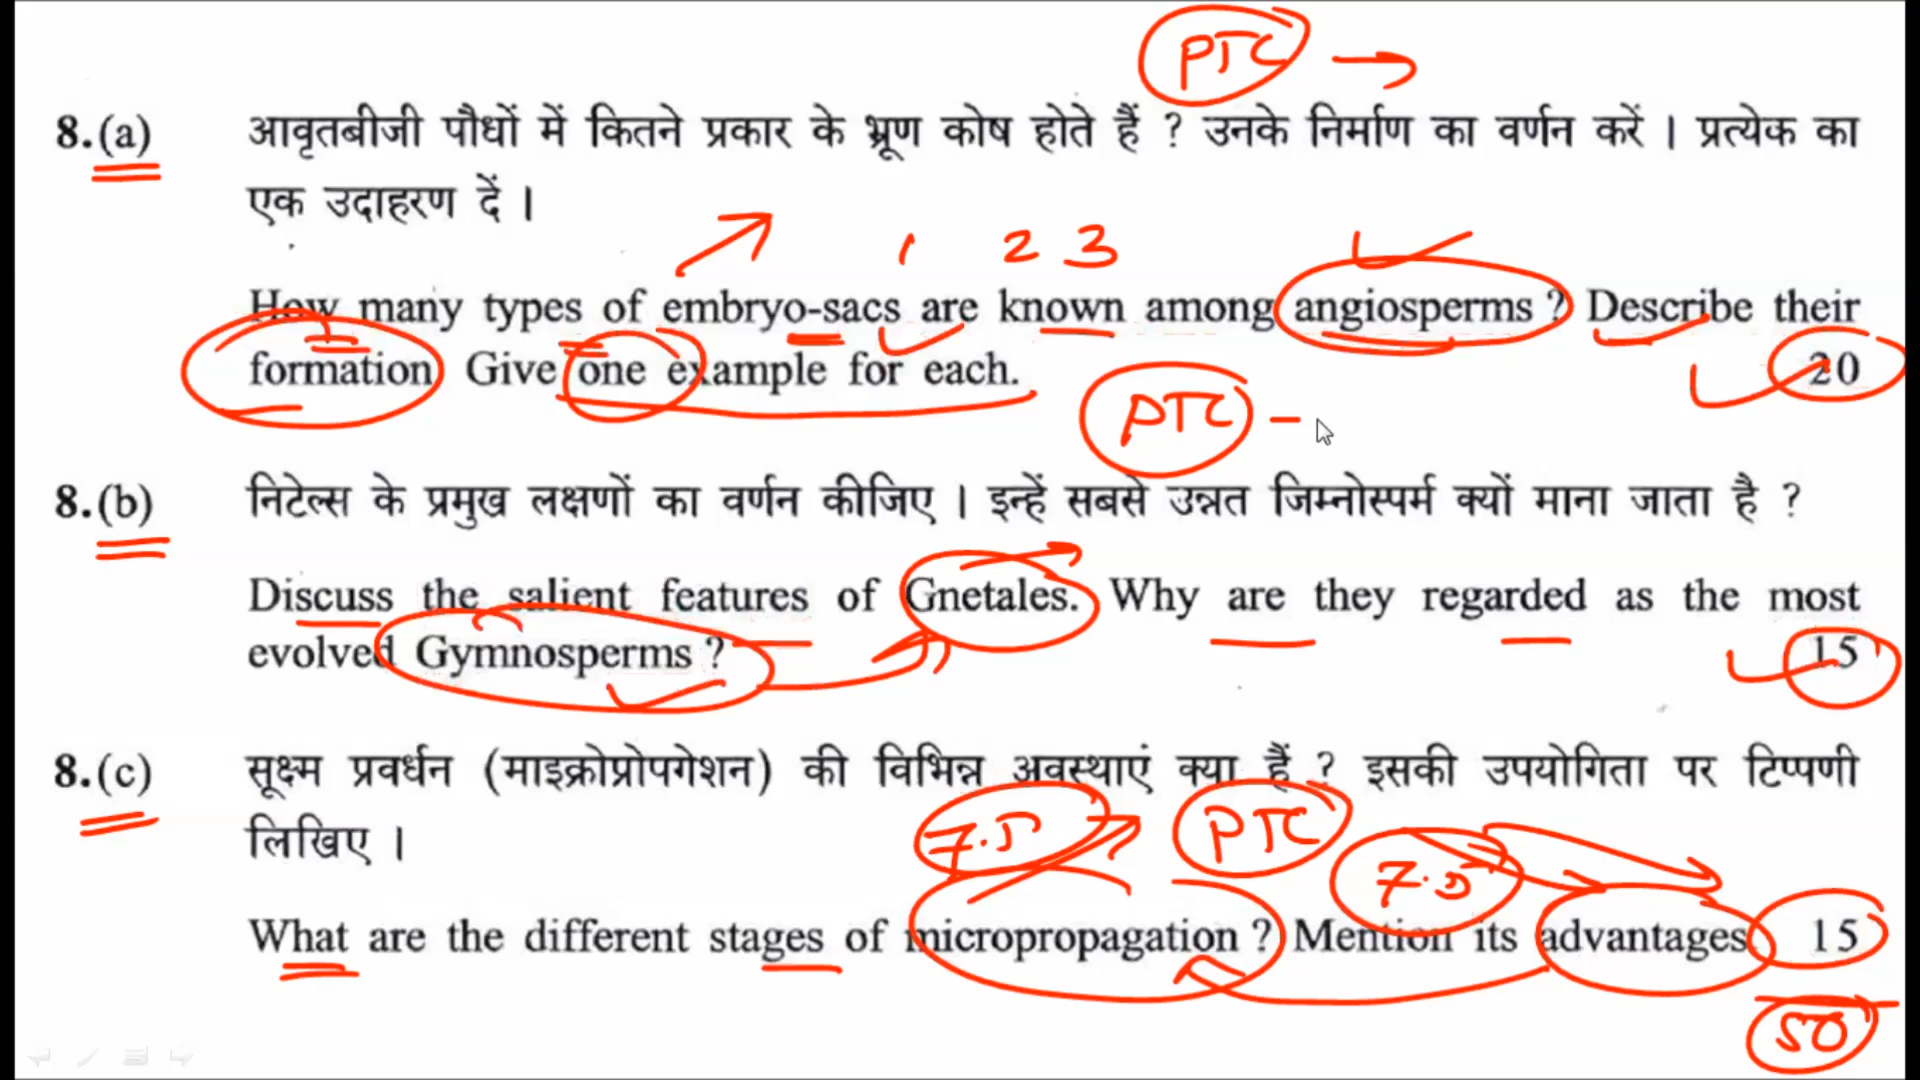 PTC
8.(a) आवृतबीजी पौधों में कितने प्रकार के भ्रूण कोष होते हैं ? उनके निर्माण का वर्णन करें । प्रत्येक का
एक उदाहरण दें ।
1 2 3
How many types of embryo-sacs are known among angiosperms ? Describe their
formation Give one example for each. 20
PTC
8.(b) निटेल्स के प्रमुख लक्षणों का वर्णन कीजिए । इन्हें सबसे उन्नत जिम्नोस्पर्म क्यों माना जाता है ?
Discuss the salient features of Gnetales. Why are they regarded as the most
evolved Gymnosperms ? 15
8.(c) सूक्ष्म प्रवर्धन (माइक्रोप्रोपगेशन) की विभिन्न अवस्थाएं क्या हैं ? इसकी उपयोगिता पर टिप्पणी
लिखिए ।
7.5 PTC 7.5
What are the different stages of micropropagation ? Mention its advantages. 15
50